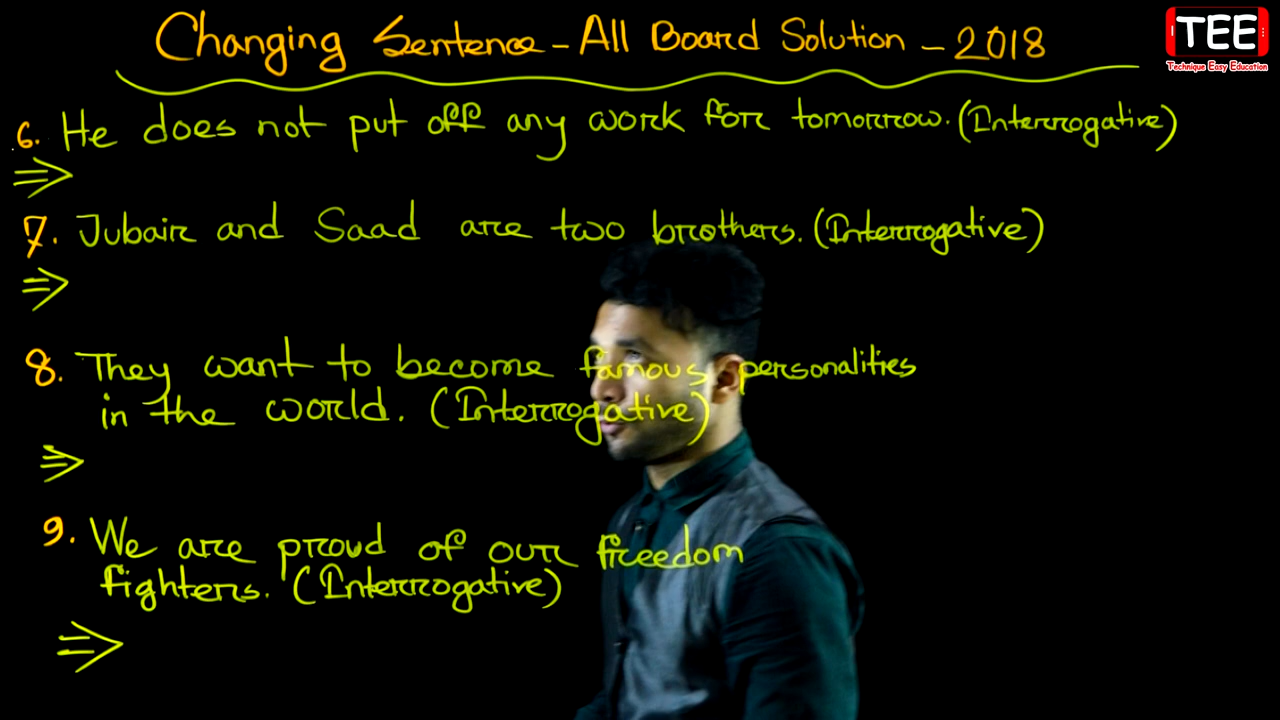 Changing Sentence - All Board Solution - 2018
TEE
Technique Easy Education
6. He does not put off any work for tomorrow. (Interrogative)
⇒
7. Jubair and Saad are two brothers. (Interrogative)
⇒
8. They want to become famous personalities
in the world. (Interrogative)
⇒
9. We are proud of our freedom
fighters. (Interrogative)
⇒